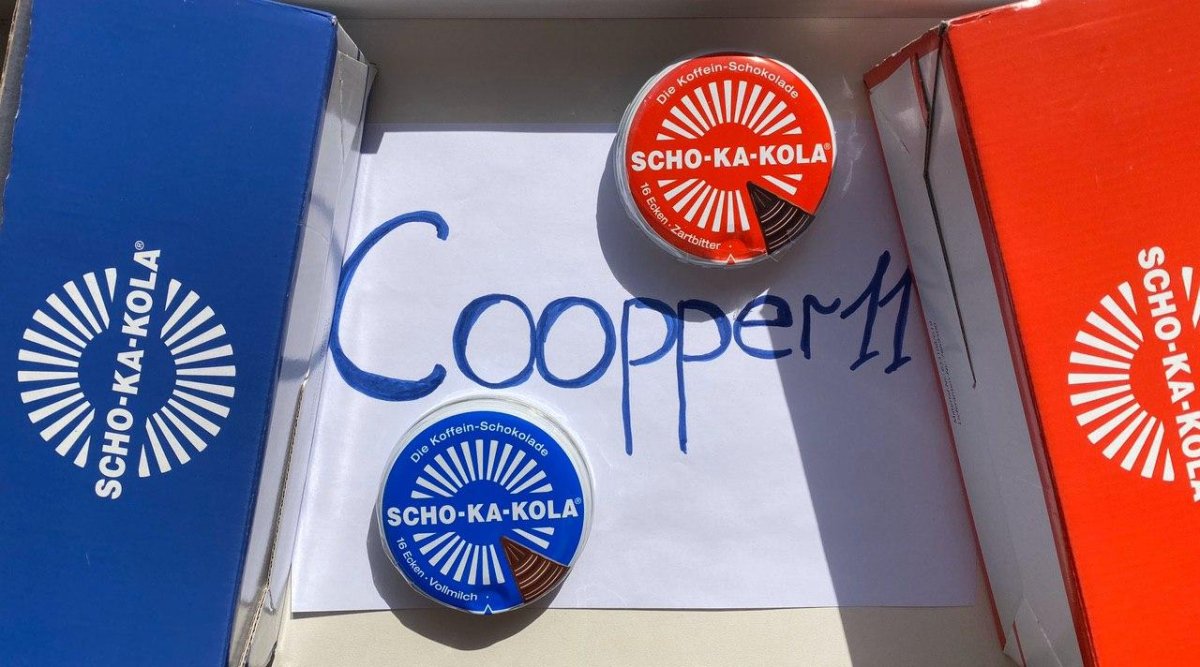 SCHO-KA-KOLA®
Die Koffein-Schokolade
SCHO-KA-KOLA®
16 Ecken · Zartbitter
Coopper11
Die Koffein-Schokolade
SCHO-KA-KOLA®
16 Ecken · Vollmilch
SCHO-KA-KOLA